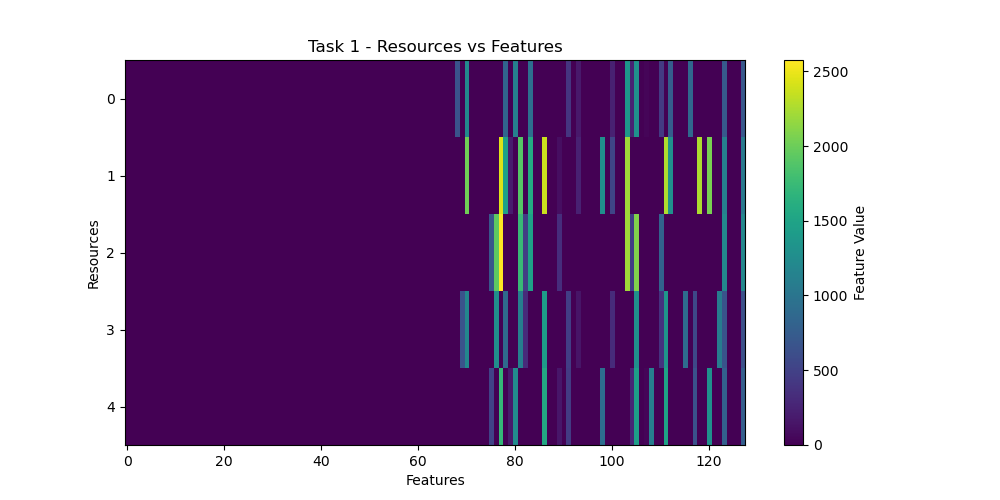 Task 1 - Resources vs Features
Resources
0
1
2
3
4
0 20 40 60 80 100 120
Features
2500
2000
1500
1000
500
0
Feature Value